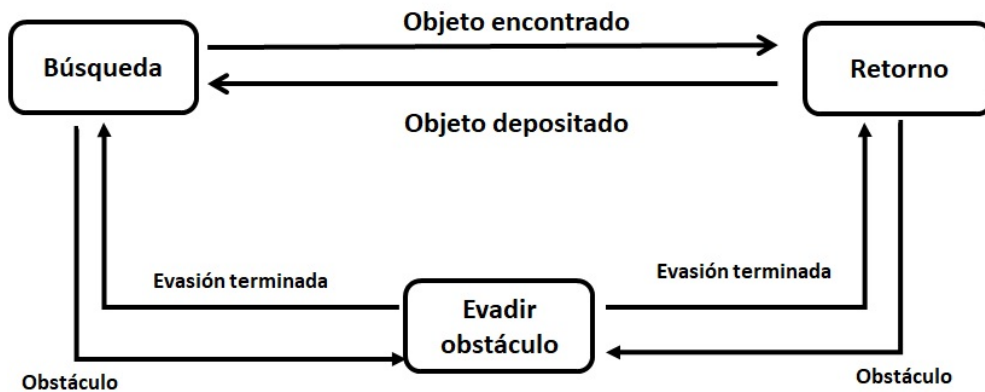 Objeto encontrado
Búsqueda
Retorno
Objeto depositado
Evasión terminada
Evasión terminada
Evadir
obstáculo
Obstáculo
Obstáculo